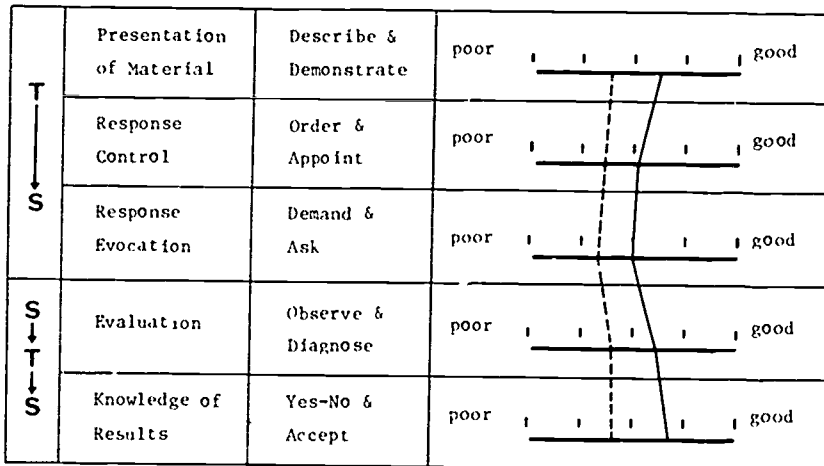 T
S
Presentation of Material
Describe & Demonstrate
poor good
Response Control
Order & Appoint
poor good
Response Evocation
Demand & Ask
poor good
S
T
S
Evaluation
Observe & Diagnose
poor good
Knowledge of Results
Yes-No & Accept
poor good